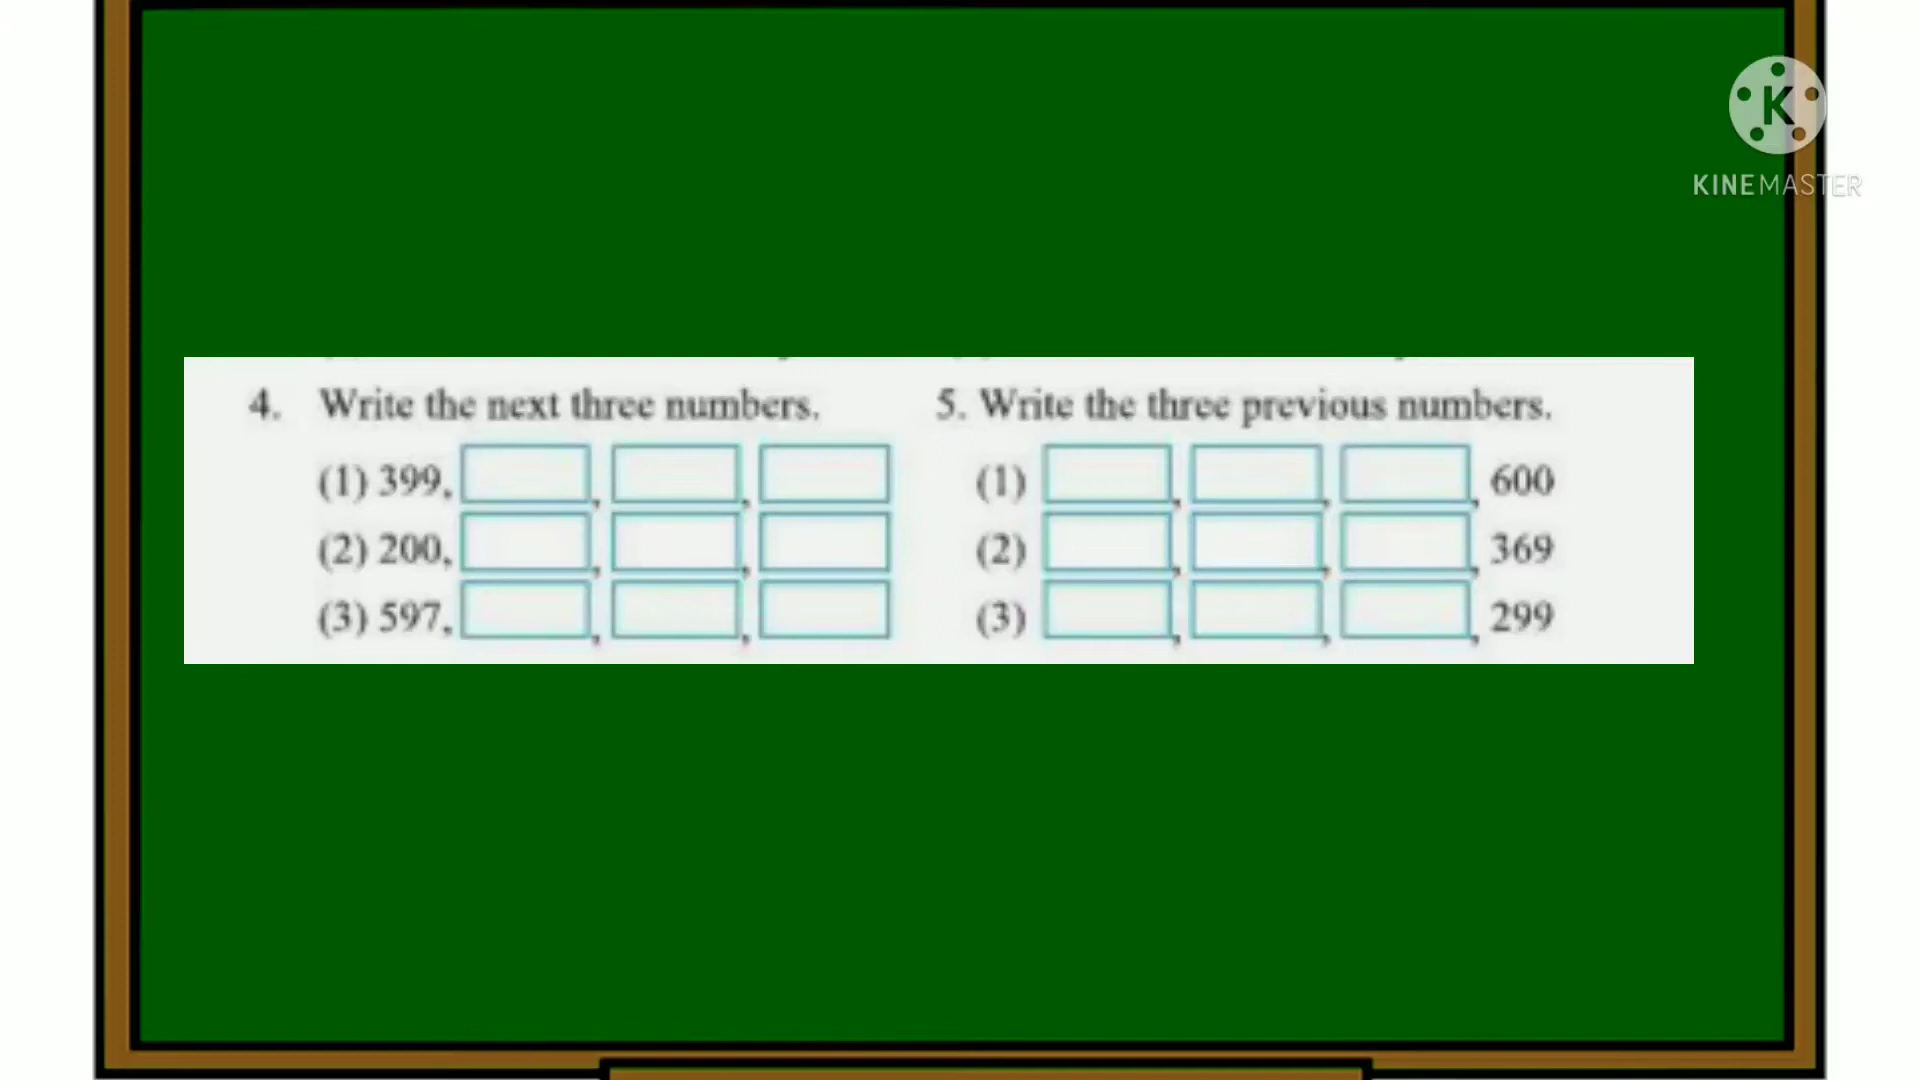 K
KINEMASTER
4. Write the next three numbers.
(1) 399, , ,
(2) 200, , ,
(3) 597, , ,
5. Write the three previous numbers.
(1) , , , 600
(2) , , , 369
(3) , , , 299